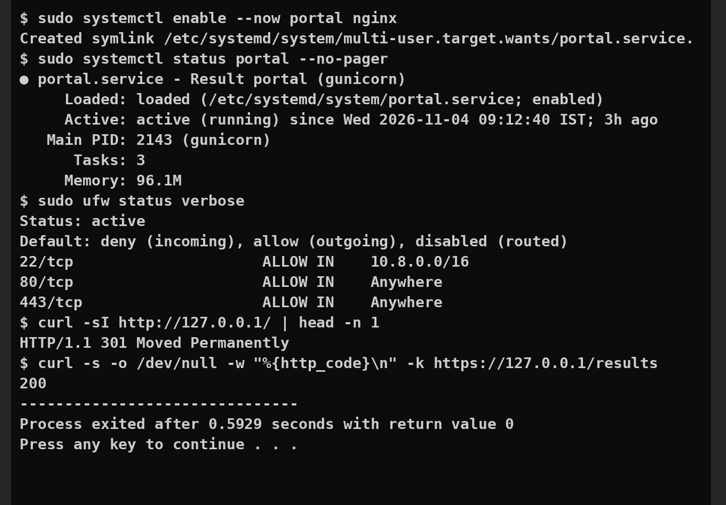 $ sudo systemctl enable --now portal nginx
Created symlink /etc/systemd/system/multi-user.target.wants/portal.service.
$ sudo systemctl status portal --no-pager
● portal.service - Result portal (gunicorn)
     Loaded: loaded (/etc/systemd/system/portal.service; enabled)
     Active: active (running) since Wed 2026-11-04 09:12:40 IST; 3h ago
   Main PID: 2143 (gunicorn)
      Tasks: 3
     Memory: 96.1M
$ sudo ufw status verbose
Status: active
Default: deny (incoming), allow (outgoing), disabled (routed)
22/tcp                     ALLOW IN    10.8.0.0/16
80/tcp                     ALLOW IN    Anywhere
443/tcp                    ALLOW IN    Anywhere
$ curl -sI http://127.0.0.1/ | head -n 1
HTTP/1.1 301 Moved Permanently
$ curl -s -o /dev/null -w "%{http_code}\n" -k https://127.0.0.1/results
200
-------------------------------
Process exited after 0.5929 seconds with return value 0
Press any key to continue . . .